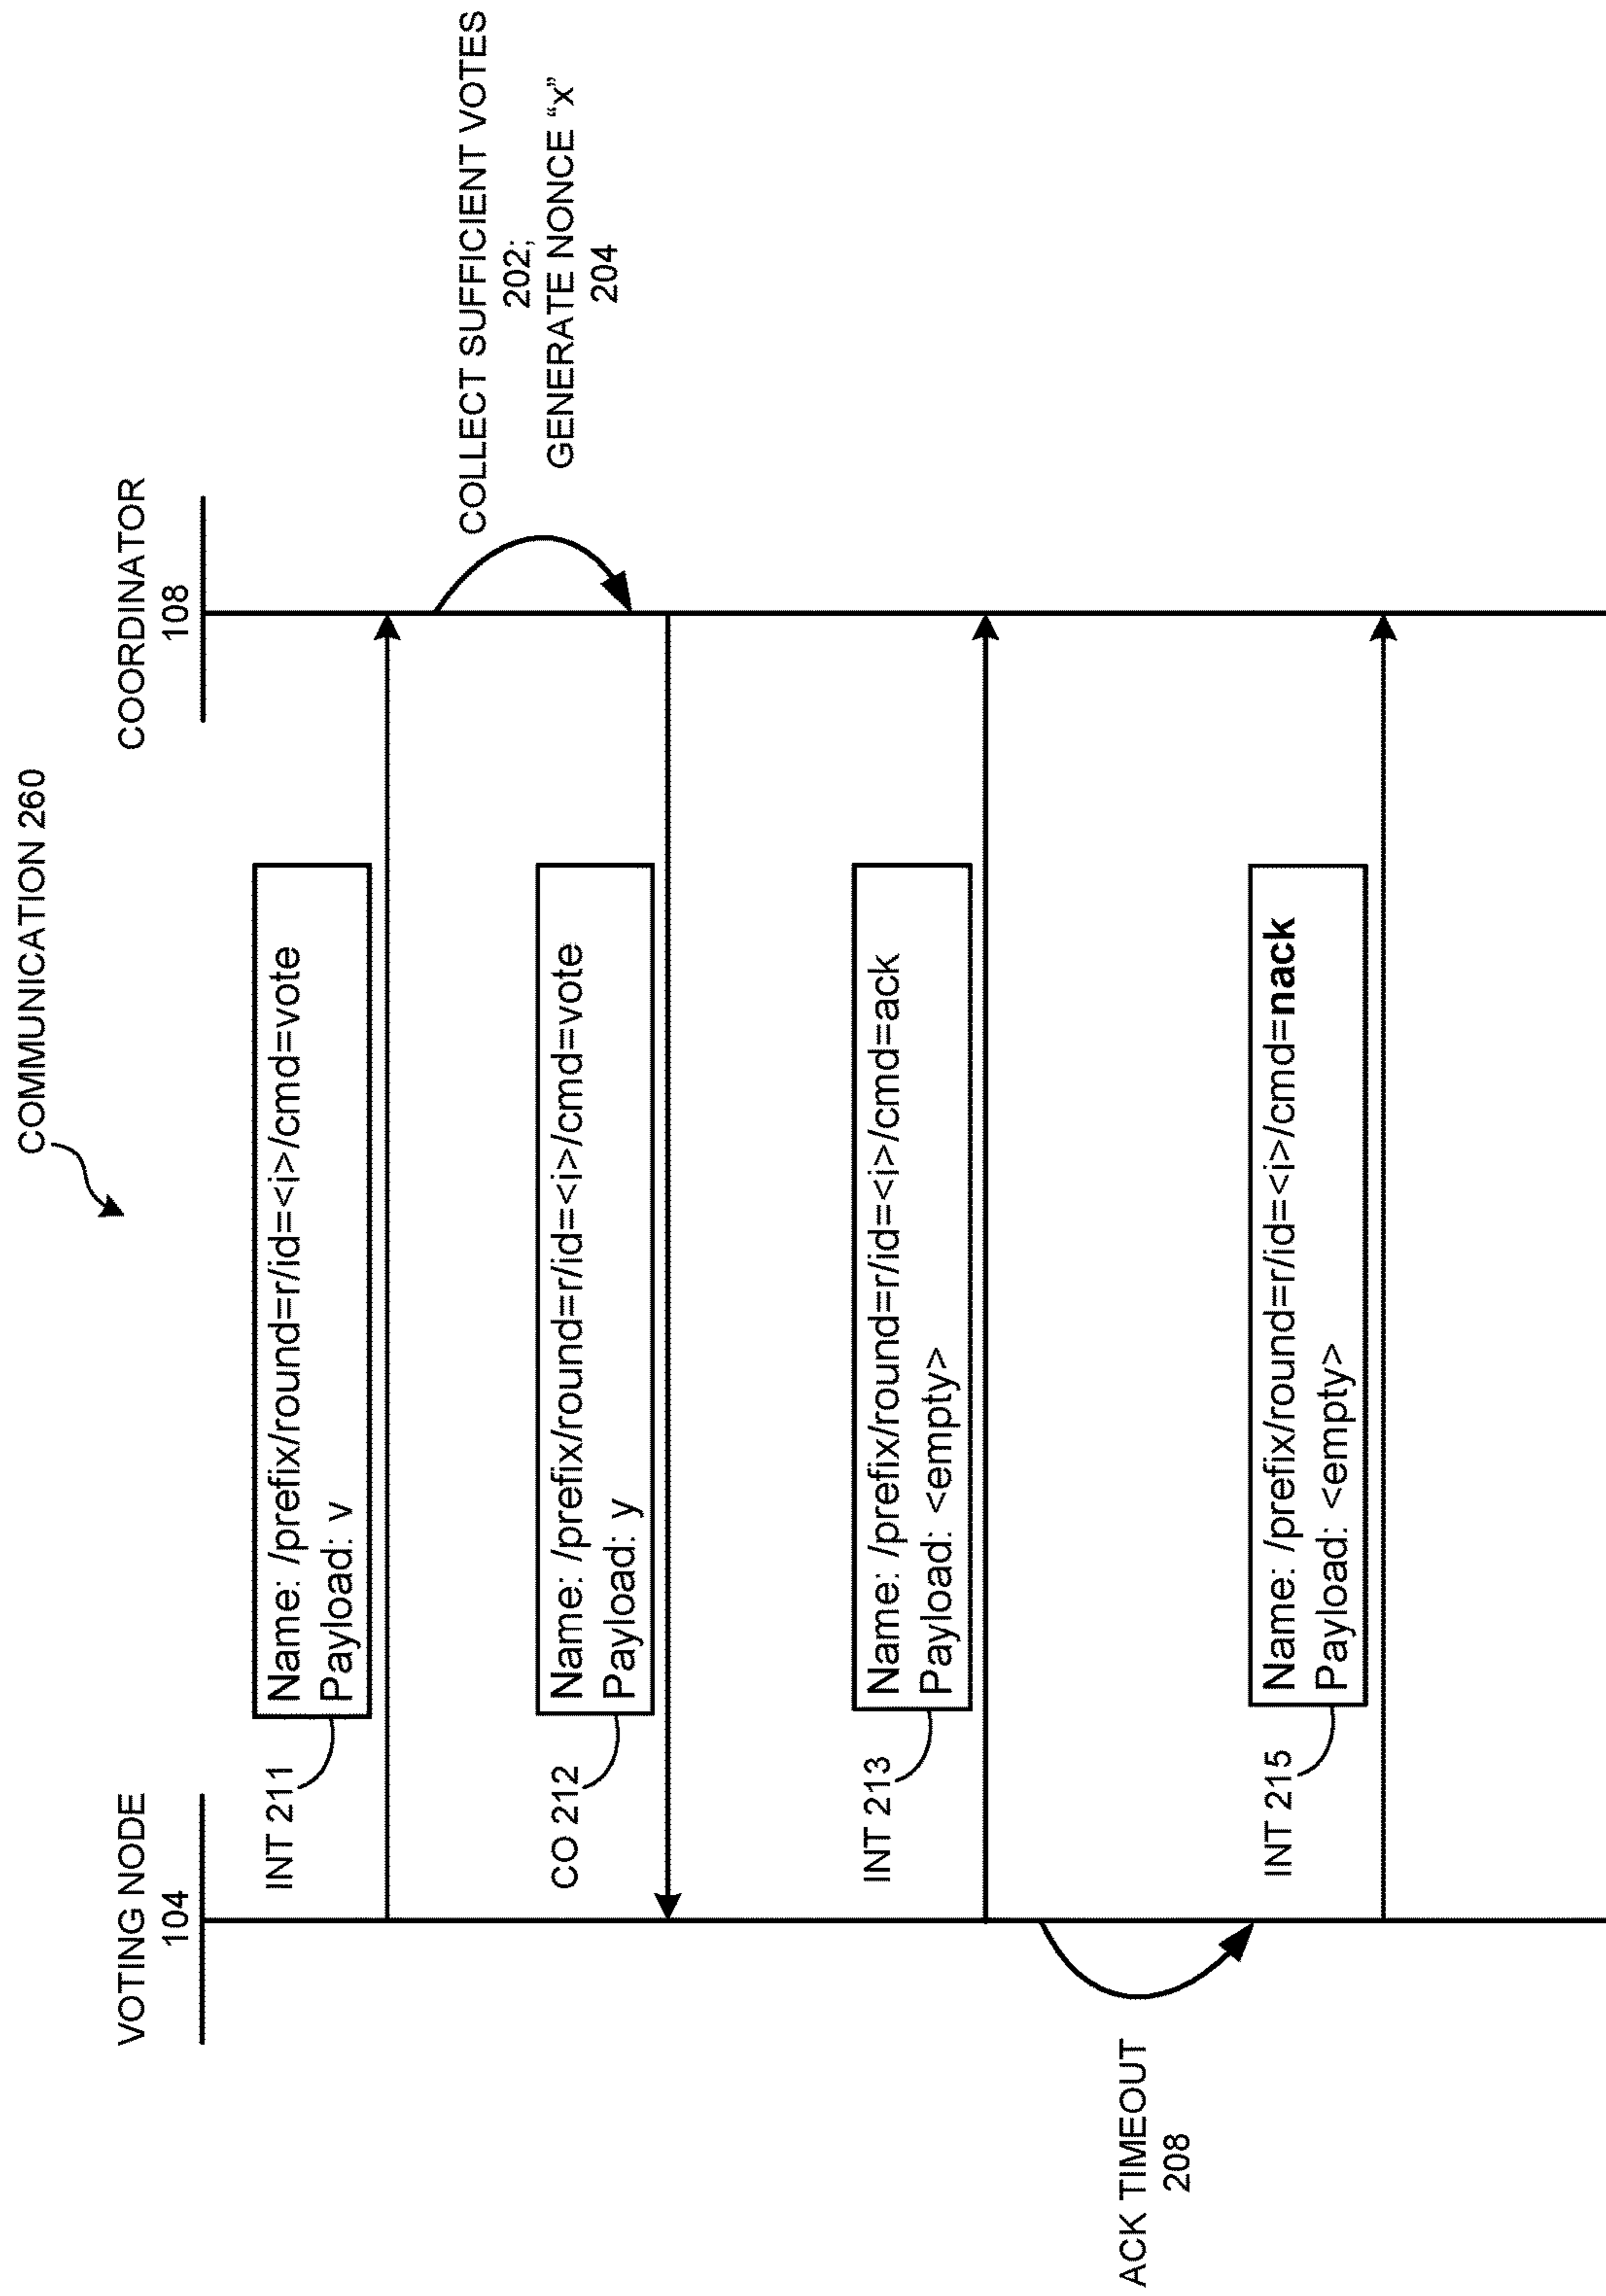 COMMUNICATION 260
VOTING NODE
104
COORDINATOR
108
INT 211
Name: /prefix/round=r/id=<i>/cmd=vote
Payload: v
COLLECT SUFFICIENT VOTES
202;
GENERATE NONCE “x”
204
CO 212
Name: /prefix/round=r/id=<i>/cmd=vote
Payload: y
INT 213
Name: /prefix/round=r/id=<i>/cmd=ack
Payload: <empty>
ACK TIMEOUT
208
INT 215
Name: /prefix/round=r/id=<i>/cmd=nack
Payload: <empty>